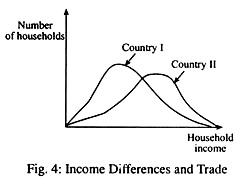 Number
of households
Country I
Country II
Household
income
Fig. 4: Income Differences and Trade